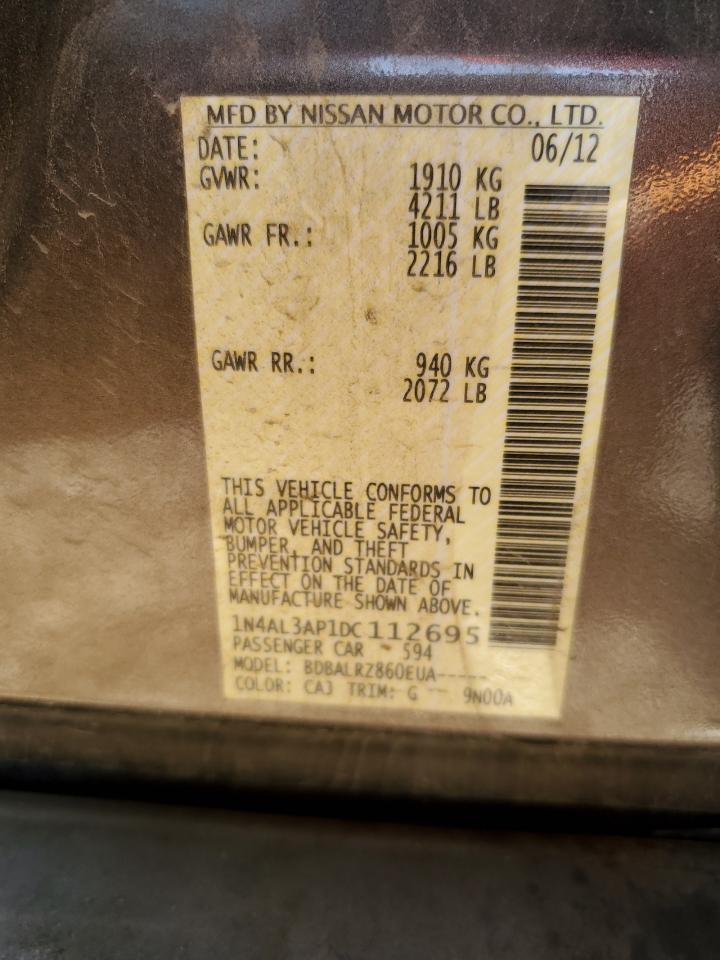 MFD BY NISSAN MOTOR CO., LTD.
DATE: 06/12
GVWR: 1910 KG
4211 LB
GAWR FR.: 1005 KG
2216 LB
GAWR RR.: 940 KG
2072 LB
THIS VEHICLE CONFORMS TO
ALL APPLICABLE FEDERAL
MOTOR VEHICLE SAFETY,
BUMPER, AND THEFT
PREVENTION STANDARDS IN
EFFECT ON THE DATE OF
MANUFACTURE SHOWN ABOVE.
1N4AL3AP1DC112695
PASSENGER CAR - 594
MODEL: BDBALRZ860EUA-----
COLOR: CAJ TRIM: G -- 9N00A